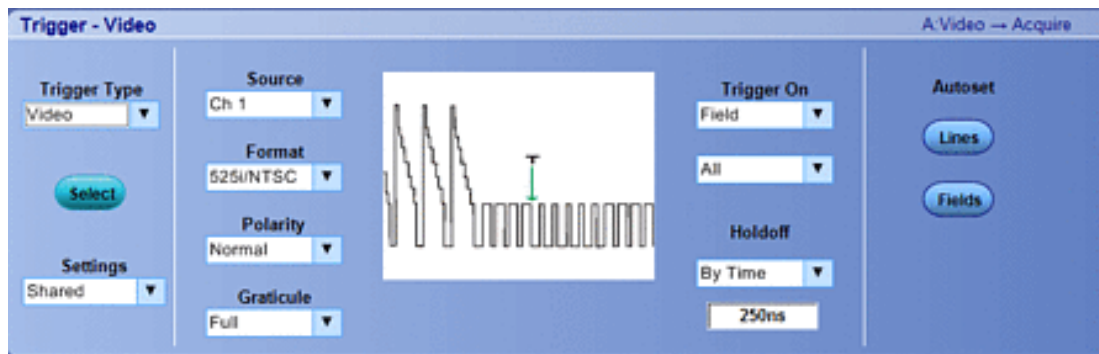 Trigger - Video
A:Video → Acquire
Trigger Type
Video
Select
Settings
Shared
Source
Ch 1
Format
525i/NTSC
Polarity
Normal
Graticule
Full
T
Trigger On
Field
All
Holdoff
By Time
250ns
Autoset
Lines
Fields